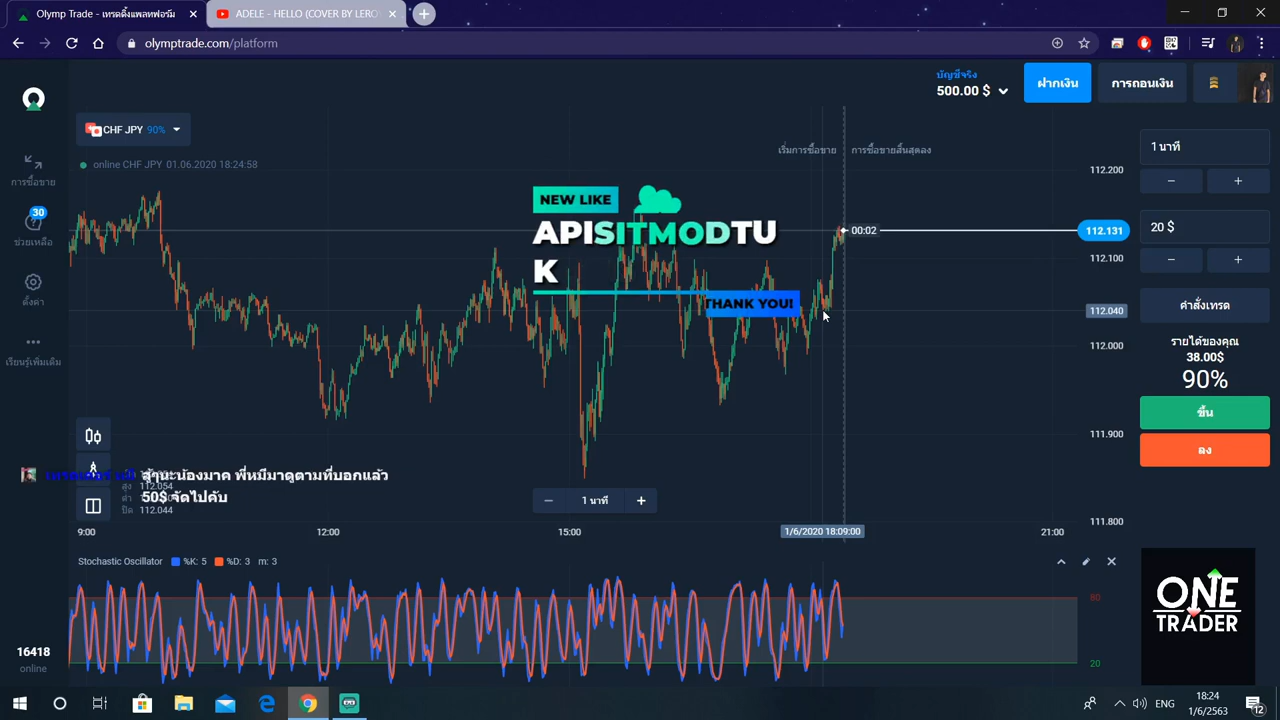 Olymp Trade - เทรดดิ้งแพลทฟอร์ม
ADELE - HELLO (COVER BY LERO
olymptrade.com/platform
บัญชีจริง
500.00 $
ฝากเงิน
การถอนเงิน
CHF JPY 90%
online CHF JPY 01.06.2020 18:24:58
เริ่มการซื้อขาย
การซื้อขายสิ้นสุดลง
การซื้อขาย
30
ช่วยเหลือ
ตั้งค่า
เรียนรู้เพิ่มเติม
NEW LIKE
APISITMODTU
K
THANK YOU!
00:02
112.200
112.131
112.100
112.040
112.000
111.900
111.800
1 นาที
20 $
คำสั่งเทรด
รายได้ของคุณ
38.00$
90%
ขึ้น
ลง
สู้ๆนะน้องมาค พี่หมีมาดูตามที่บอกแล้ว
50$ จัดไปคับ
สูง 112.054
ต่ำ
ปิด 112.044
1 นาที
9:00
12:00
15:00
1/6/2020 18:09:00
21:00
Stochastic Oscillator %K: 5 %D: 3 m: 3
80
20
16418
online
ONE
TRADER
ENG
18:24
1/6/2563
12